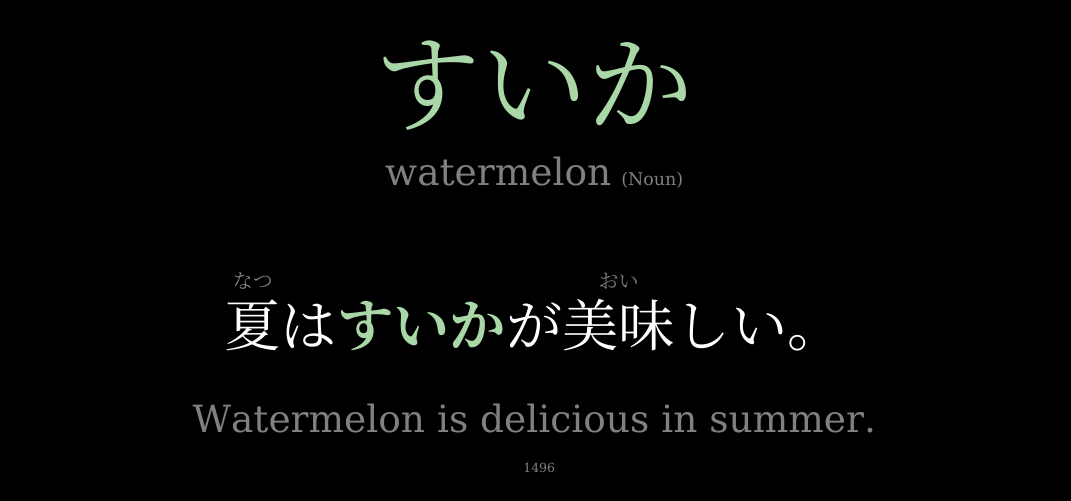 すいか
watermelon (Noun)
なつ おい
夏はすいかが美味しい。
Watermelon is delicious in summer.
1496